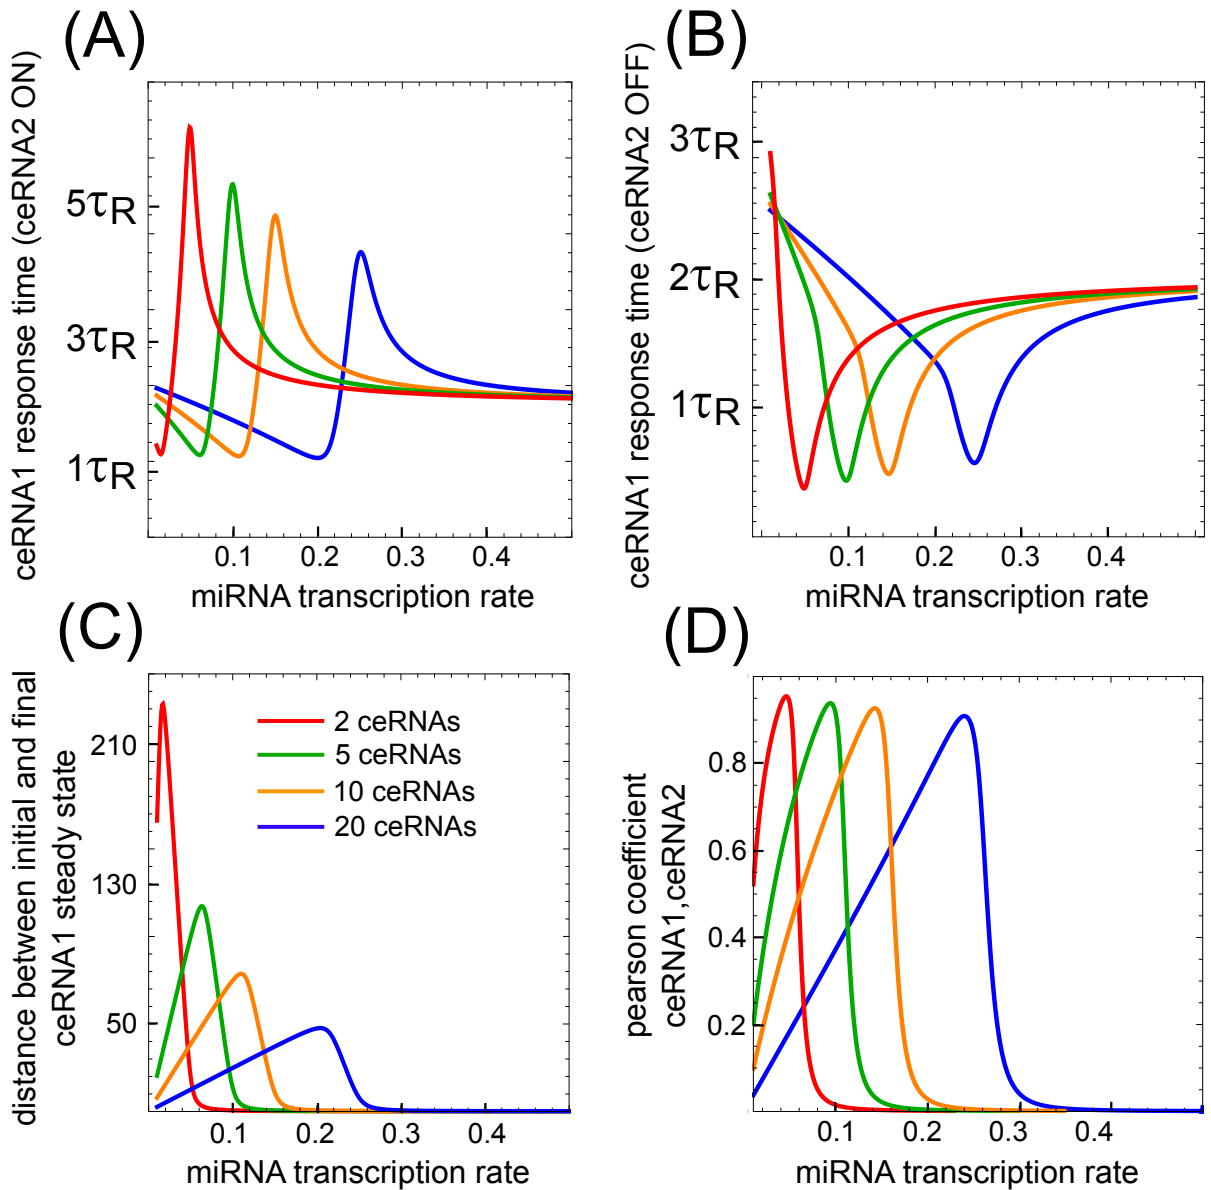 (A)
ceRNA1 response time (ceRNA2 ON)
5τR
3τR
1τR
0.1 0.2 0.3 0.4
miRNA transcription rate
(B)
ceRNA1 response time (ceRNA2 OFF)
3τR
2τR
1τR
0.1 0.2 0.3 0.4
miRNA transcription rate
(C)
distance between initial and final
ceRNA1 steady state
210
130
50
2 ceRNAs
5 ceRNAs
10 ceRNAs
20 ceRNAs
0.1 0.2 0.3 0.4
miRNA transcription rate
(D)
pearson coefficient
ceRNA1,ceRNA2
0.8
0.6
0.4
0.2
0.1 0.2 0.3 0.4
miRNA transcription rate